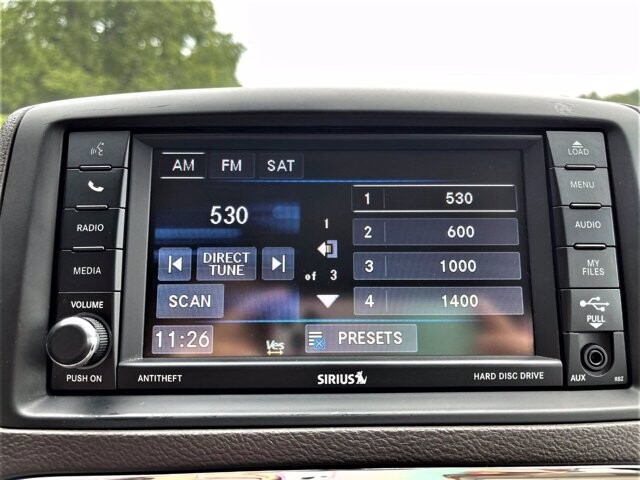 AM FM SAT
530
1 530
2 600
3 1000
4 1400
DIRECT
TUNE
1
of 3
SCAN
11:26
Ves
PRESETS
RADIO
MEDIA
VOLUME
PUSH ON
ANTITHEFT
SIRIUS
HARD DISC DRIVE
LOAD
MENU
AUDIO
MY
FILES
PULL
AUX
RBZ